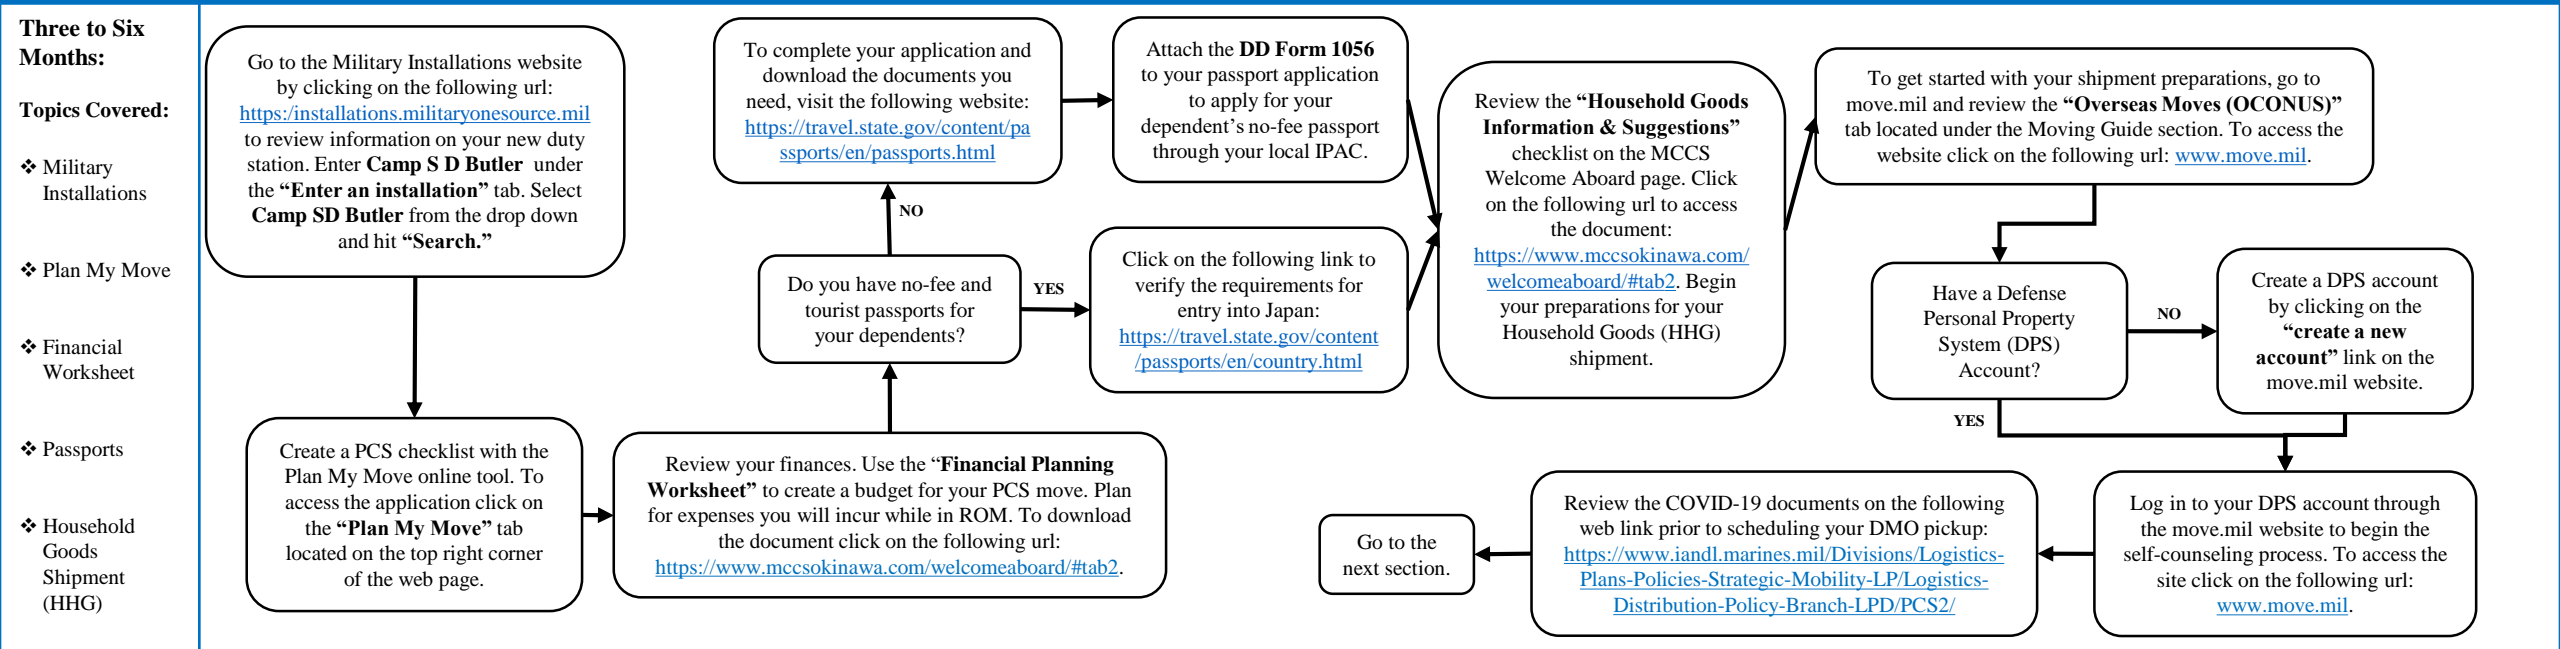 Three to Six
Months:
Topics Covered:
❖ Military
Installations
❖ Plan My Move
❖ Financial
Worksheet
❖ Passports
❖ Household
Goods
Shipment
(HHG)
Go to the Military Installations website
by clicking on the following url:
https:/installations.militaryonesource.mil
to review information on your new duty
station. Enter Camp S D Butler under
the “Enter an installation” tab. Select
Camp SD Butler from the drop down
and hit “Search.”
Create a PCS checklist with the
Plan My Move online tool. To
access the application click on
the “Plan My Move” tab
located on the top right corner
of the web page.
Review your finances. Use the “Financial Planning
Worksheet” to create a budget for your PCS move. Plan
for expenses you will incur while in ROM. To download
the document click on the following url:
https://www.mccsokinawa.com/welcomeaboard/#tab2.
Do you have no-fee and
tourist passports for
your dependents?
NO
YES
To complete your application and
download the documents you
need, visit the following website:
https://travel.state.gov/content/pa
ssports/en/passports.html
Attach the DD Form 1056
to your passport application
to apply for your
dependent’s no-fee passport
through your local IPAC.
Click on the following link to
verify the requirements for
entry into Japan:
https://travel.state.gov/content
/passports/en/country.html
Review the “Household Goods
Information & Suggestions”
checklist on the MCCS
Welcome Aboard page. Click
on the following url to access
the document:
https://www.mccsokinawa.com/
welcomeaboard/#tab2. Begin
your preparations for your
Household Goods (HHG)
shipment.
To get started with your shipment preparations, go to
move.mil and review the “Overseas Moves (OCONUS)”
tab located under the Moving Guide section. To access the
website click on the following url: www.move.mil.
Have a Defense
Personal Property
System (DPS)
Account?
NO
YES
Create a DPS account
by clicking on the
“create a new
account” link on the
move.mil website.
Log in to your DPS account through
the move.mil website to begin the
self-counseling process. To access the
site click on the following url:
www.move.mil.
Review the COVID-19 documents on the following
web link prior to scheduling your DMO pickup:
https://www.iandl.marines.mil/Divisions/Logistics-
Plans-Policies-Strategic-Mobility-LP/Logistics-
Distribution-Policy-Branch-LPD/PCS2/
Go to the
next section.